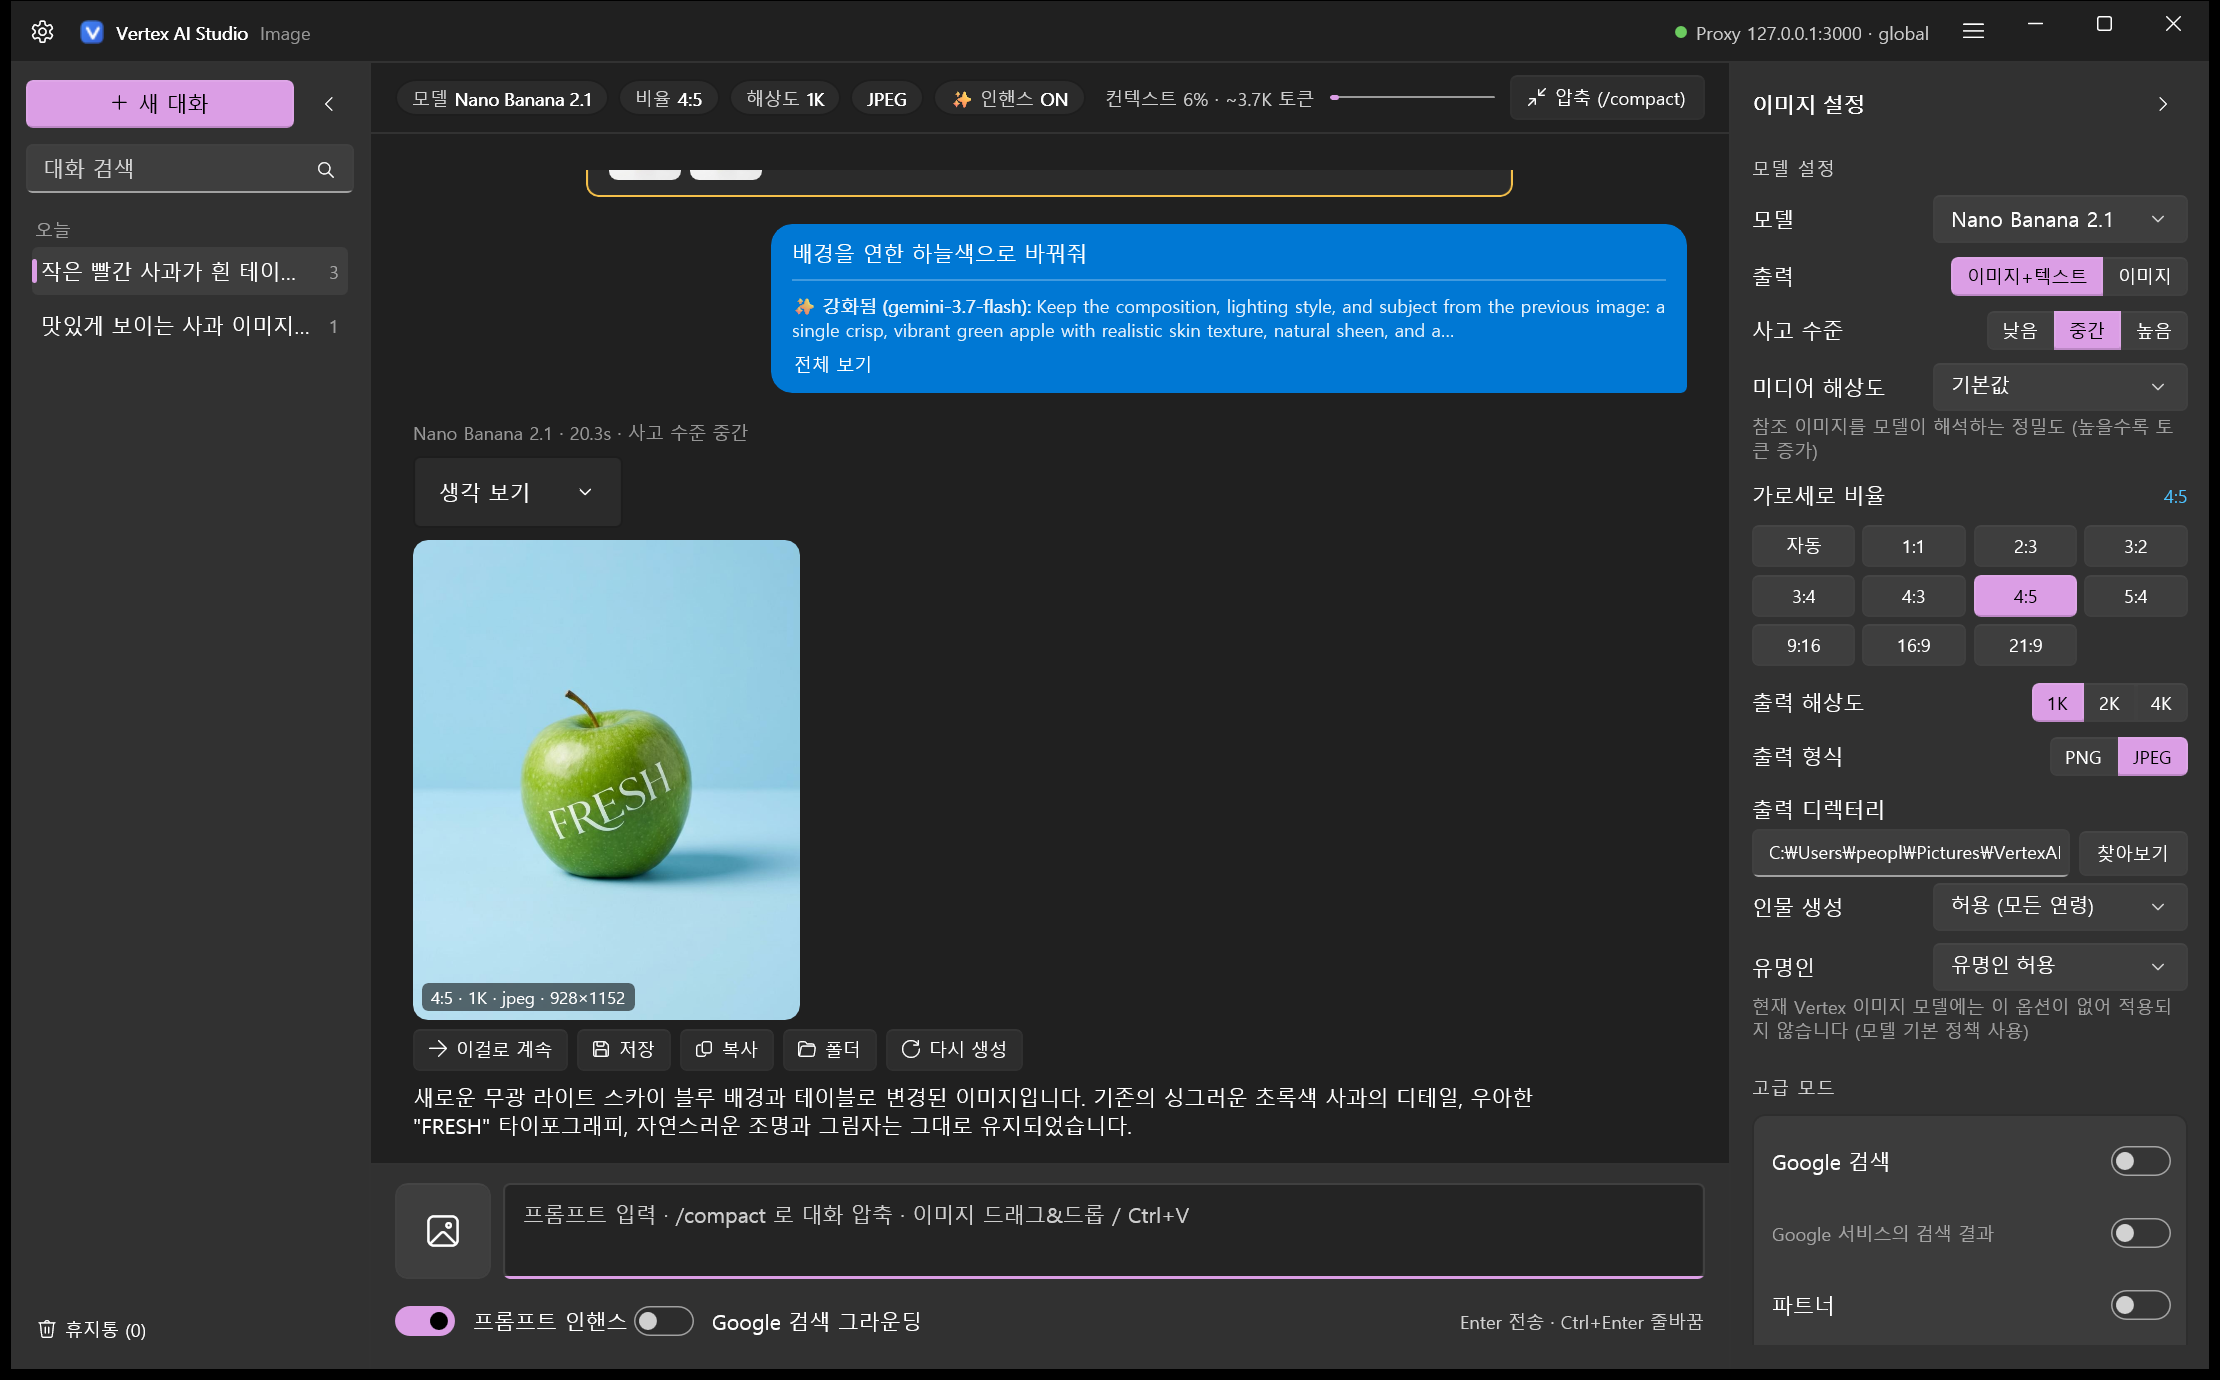 Vertex AI Studio Image
Proxy 127.0.0.1:3000 · global
+ 새 대화
대화 검색
오늘
작은 빨간 사과가 흰 테이... 3
맛있게 보이는 사과 이미지... 1
휴지통 (0)
모델 Nano Banana 2.1
비율 4:5
해상도 1K
JPEG
✨ 인핸스 ON
컨텍스트 6% · ~3.7K 토큰
압축 (/compact)
배경을 연한 하늘색으로 바꿔줘
✨ 강화됨 (gemini-3.7-flash): Keep the composition, lighting style, and subject from the previous image: a
single crisp, vibrant green apple with realistic skin texture, natural sheen, and a...
전체 보기
Nano Banana 2.1 · 20.3s · 사고 수준 중간
생각 보기
FRESH
4:5 · 1K · jpeg · 928×1152
이걸로 계속
저장
복사
폴더
다시 생성
새로운 무광 라이트 스카이 블루 배경과 테이블로 변경된 이미지입니다. 기존의 싱그러운 초록색 사과의 디테일, 우아한
"FRESH" 타이포그래피, 자연스러운 조명과 그림자는 그대로 유지되었습니다.
프롬프트 입력 · /compact 로 대화 압축 · 이미지 드래그&드롭 / Ctrl+V
프롬프트 인핸스
Google 검색 그라운딩
Enter 전송 · Ctrl+Enter 줄바꿈
이미지 설정
모델 설정
모델 Nano Banana 2.1
출력 이미지+텍스트 이미지
사고 수준 낮음 중간 높음
미디어 해상도 기본값
참조 이미지를 모델이 해석하는 정밀도 (높을수록 토
큰 증가)
가로세로 비율 4:5
자동 1:1 2:3 3:2
3:4 4:3 4:5 5:4
9:16 16:9 21:9
출력 해상도 1K 2K 4K
출력 형식 PNG JPEG
출력 디렉터리
C:₩Users₩peopl₩Pictures₩VertexAI 찾아보기
인물 생성 허용 (모든 연령)
유명인 유명인 허용
현재 Vertex 이미지 모델에는 이 옵션이 없어 적용되
지 않습니다 (모델 기본 정책 사용)
고급 모드
Google 검색
Google 서비스의 검색 결과
파트너